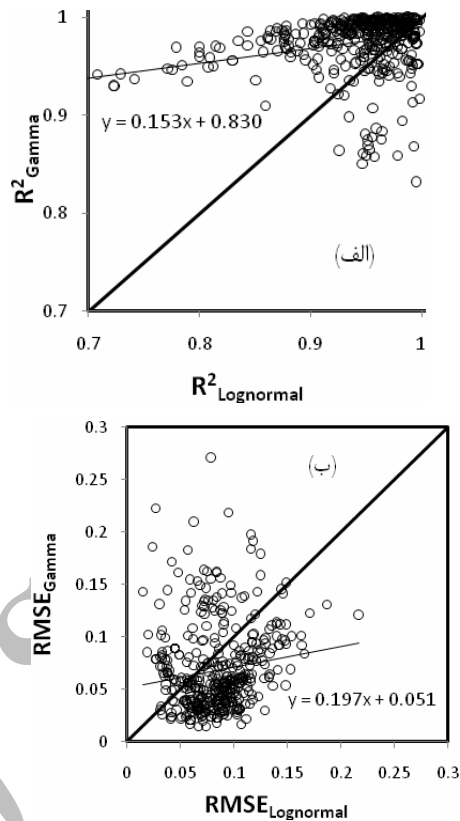 1
0.9
0.8
0.7
R²Gamma
y = 0.153x + 0.830
(الف)
0.7 0.8 0.9 1
R²Lognormal
0.3
0.25
0.2
0.15
0.1
0.05
0
RMSEGamma
(ب)
y = 0.197x + 0.051
0 0.05 0.1 0.15 0.2 0.25 0.3
RMSELognormal